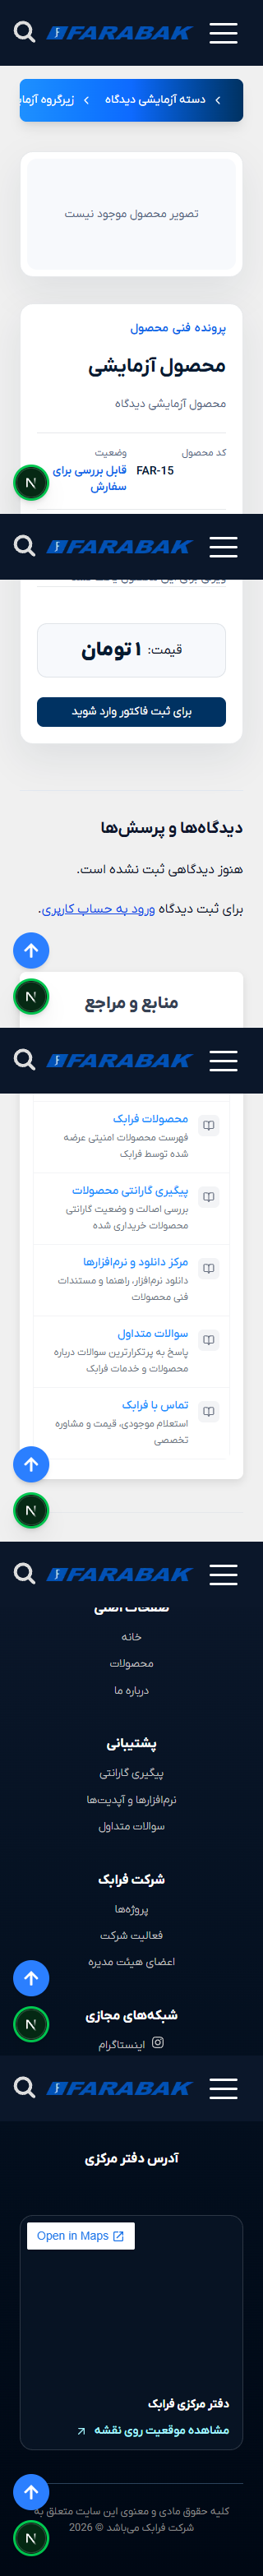 FARABAK
دسته آزمایشی دیدگاه
زیرگروه
تصویر محصول موجود نیست
پرونده فنی محصول
محصول آزمایشی
محصول آزمایشی دیدگاه
کد محصول
FAR-15
وضعیت
قابل بررسی برای
سفارش
FARABAK
قیمت: ۱ تومان
برای ثبت فاکتور وارد شوید
دیدگاه‌ها و پرسش‌ها
هنوز دیدگاهی ثبت نشده است.
برای ثبت دیدگاه ورود به حساب کاربری.
N
منابع و مراجع
FARABAK
محصولات فرابک
فهرست محصولات امنیتی عرضه
شده توسط فرابک
پیگیری گارانتی محصولات
بررسی اصالت و وضعیت گارانتی
محصولات خریداری شده
مرکز دانلود و نرم‌افزارها
دانلود نرم‌افزار، راهنما و مستندات
فنی محصولات
سوالات متداول
پاسخ به پرتکرارترین سوالات درباره
محصولات و خدمات فرابک
تماس با فرابک
استعلام موجودی، قیمت و مشاوره
تخصصی
N
FARABAK
صفحات اصلی
خانه
محصولات
درباره ما
پشتیبانی
پیگیری گارانتی
نرم‌افزارها و آپدیت‌ها
سوالات متداول
شرکت فرابک
پروژه‌ها
فعالیت شرکت
اعضای هیئت مدیره
شبکه‌های مجازی
اینستاگرام
N
FARABAK
آدرس دفتر مرکزی
Open in Maps
دفتر مرکزی فرابک
مشاهده موقعیت روی نقشه
کلیه حقوق مادی و معنوی این سایت متعلق به
شرکت فرابک می‌باشد © 2026
N